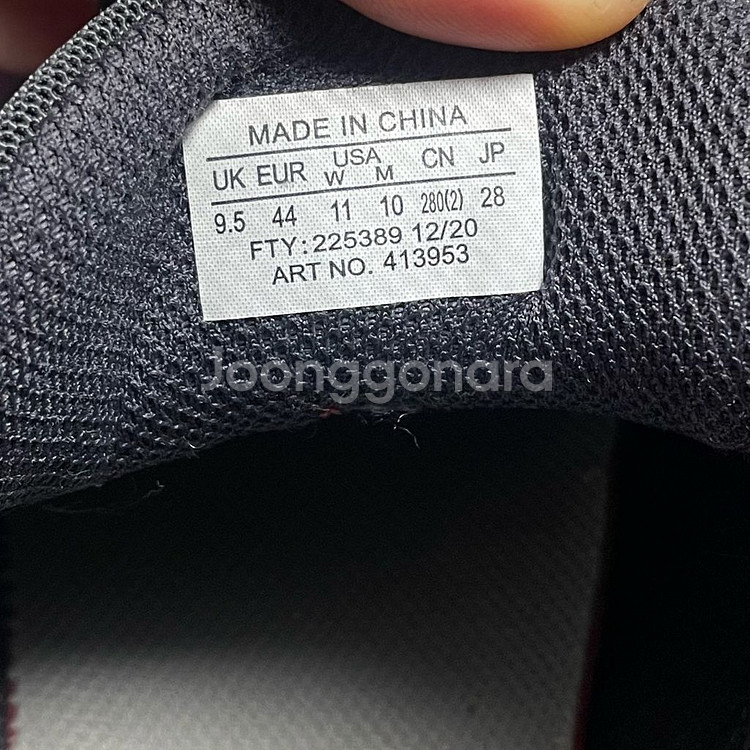 MADE IN CHINA
UK EUR USA W M CN JP
9.5 44 11 10 280(2) 28
FTY: 225389 12/20
ART NO. 413953
Joonggonara